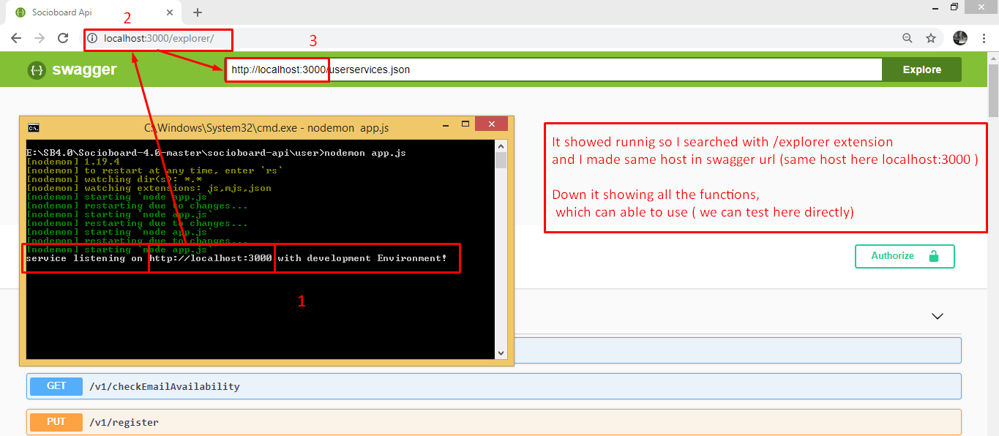 Socioboard Api
2
localhost:3000/explorer/
3
swagger
http://localhost:3000/userservices.json
Explore
C:\Windows\System32\cmd.exe - nodemon app.js
E:\SB4.0\Socioboard-4.0-master\socioboard-api\user>nodemon app.js
[nodemon] 1.19.4
[nodemon] to restart at any time, enter `rs`
[nodemon] watching dir(s): *.*
[nodemon] watching extensions: js,mjs,json
[nodemon] starting `node app.js`
[nodemon] restarting due to changes...
[nodemon] starting `node app.js`
[nodemon] restarting due to changes...
[nodemon] starting `node app.js`
[nodemon] restarting due to changes...
[nodemon] starting `node app.js`
service listening on http://localhost:3000 with development Environment!
1
It showed runnig so I searched with /explorer extension
and I made same host in swagger url (same host here localhost:3000 )
Down it showing all the functions,
which can able to use ( we can test here directly)
Authorize
GET /v1/checkEmailAvailability
PUT /v1/register